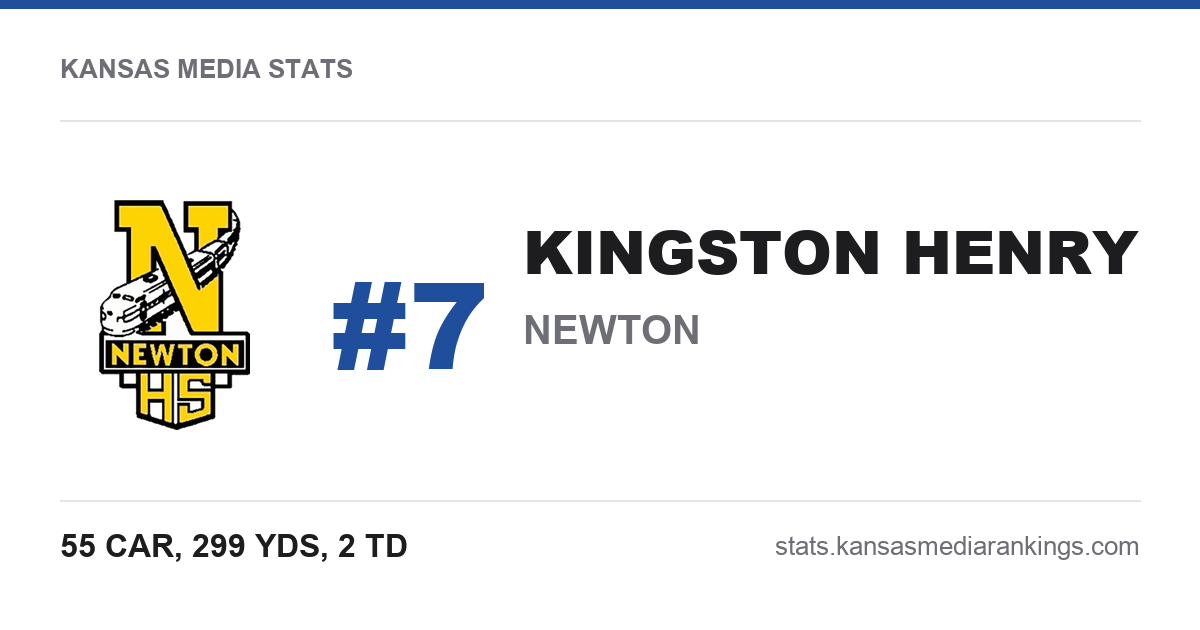 KANSAS MEDIA STATS
N
NEWTON
HS
#7
KINGSTON HENRY
NEWTON
55 CAR, 299 YDS, 2 TD
stats.kansasmediarankings.com